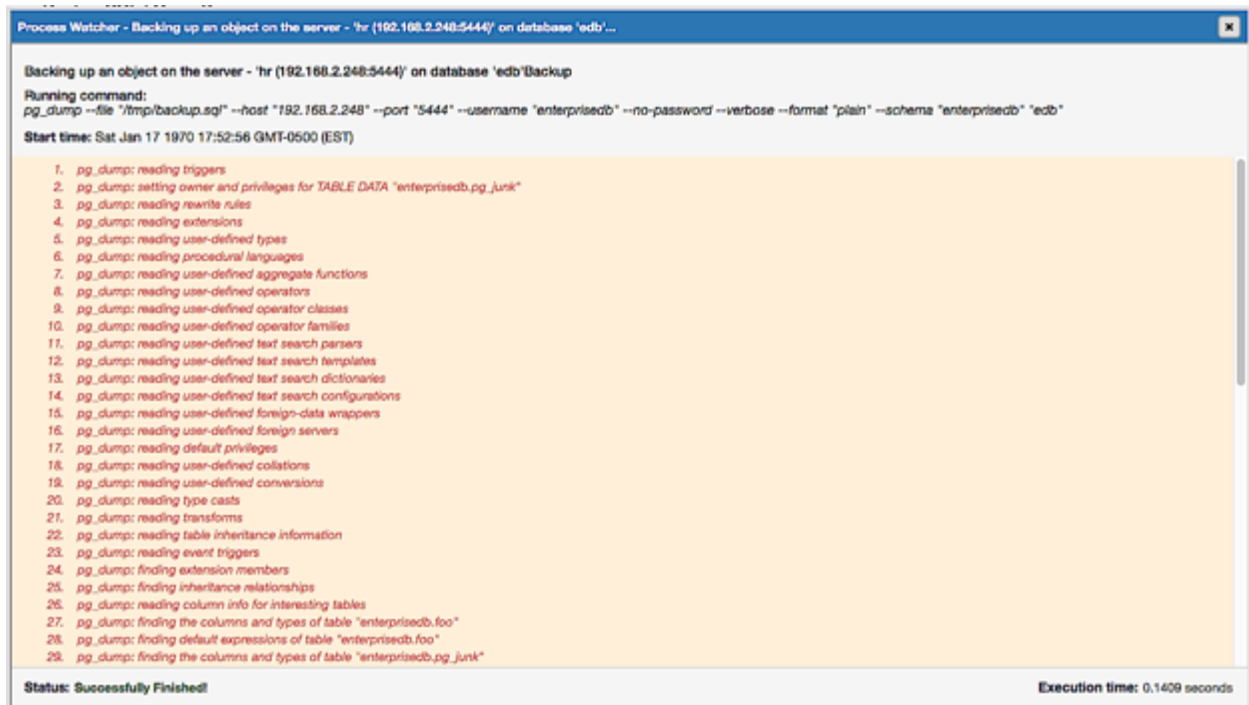 Process Watcher - Backing up an object on the server - 'hr (192.168.2.248:5444)' on database 'edb'...
Backing up an object on the server - 'hr (192.168.2.248:5444)' on database 'edb'Backup
Running command:
pg_dump --file "/tmp/backup.sql" --host "192.168.2.248" --port "5444" --username "enterprisedb" --no-password --verbose --format "plain" --schema "enterprisedb" "edb"
Start time: Sat Jan 17 1970 17:52:56 GMT-0500 (EST)
1. pg_dump: reading triggers
2. pg_dump: setting owner and privileges for TABLE DATA "enterprisedb.pg_junk"
3. pg_dump: reading rewrite rules
4. pg_dump: reading extensions
5. pg_dump: reading user-defined types
6. pg_dump: reading procedural languages
7. pg_dump: reading user-defined aggregate functions
8. pg_dump: reading user-defined operators
9. pg_dump: reading user-defined operator classes
10. pg_dump: reading user-defined operator families
11. pg_dump: reading user-defined text search parsers
12. pg_dump: reading user-defined text search templates
13. pg_dump: reading user-defined text search dictionaries
14. pg_dump: reading user-defined text search configurations
15. pg_dump: reading user-defined foreign-data wrappers
16. pg_dump: reading user-defined foreign servers
17. pg_dump: reading default privileges
18. pg_dump: reading user-defined collations
19. pg_dump: reading user-defined conversions
20. pg_dump: reading type casts
21. pg_dump: reading transforms
22. pg_dump: reading table inheritance information
23. pg_dump: reading event triggers
24. pg_dump: finding extension members
25. pg_dump: finding inheritance relationships
26. pg_dump: reading column info for interesting tables
27. pg_dump: finding the columns and types of table "enterprisedb.foo"
28. pg_dump: finding default expressions of table "enterprisedb.foo"
29. pg_dump: finding the columns and types of table "enterprisedb.pg_junk"
Status: Successfully Finished! Execution time: 0.1409 seconds